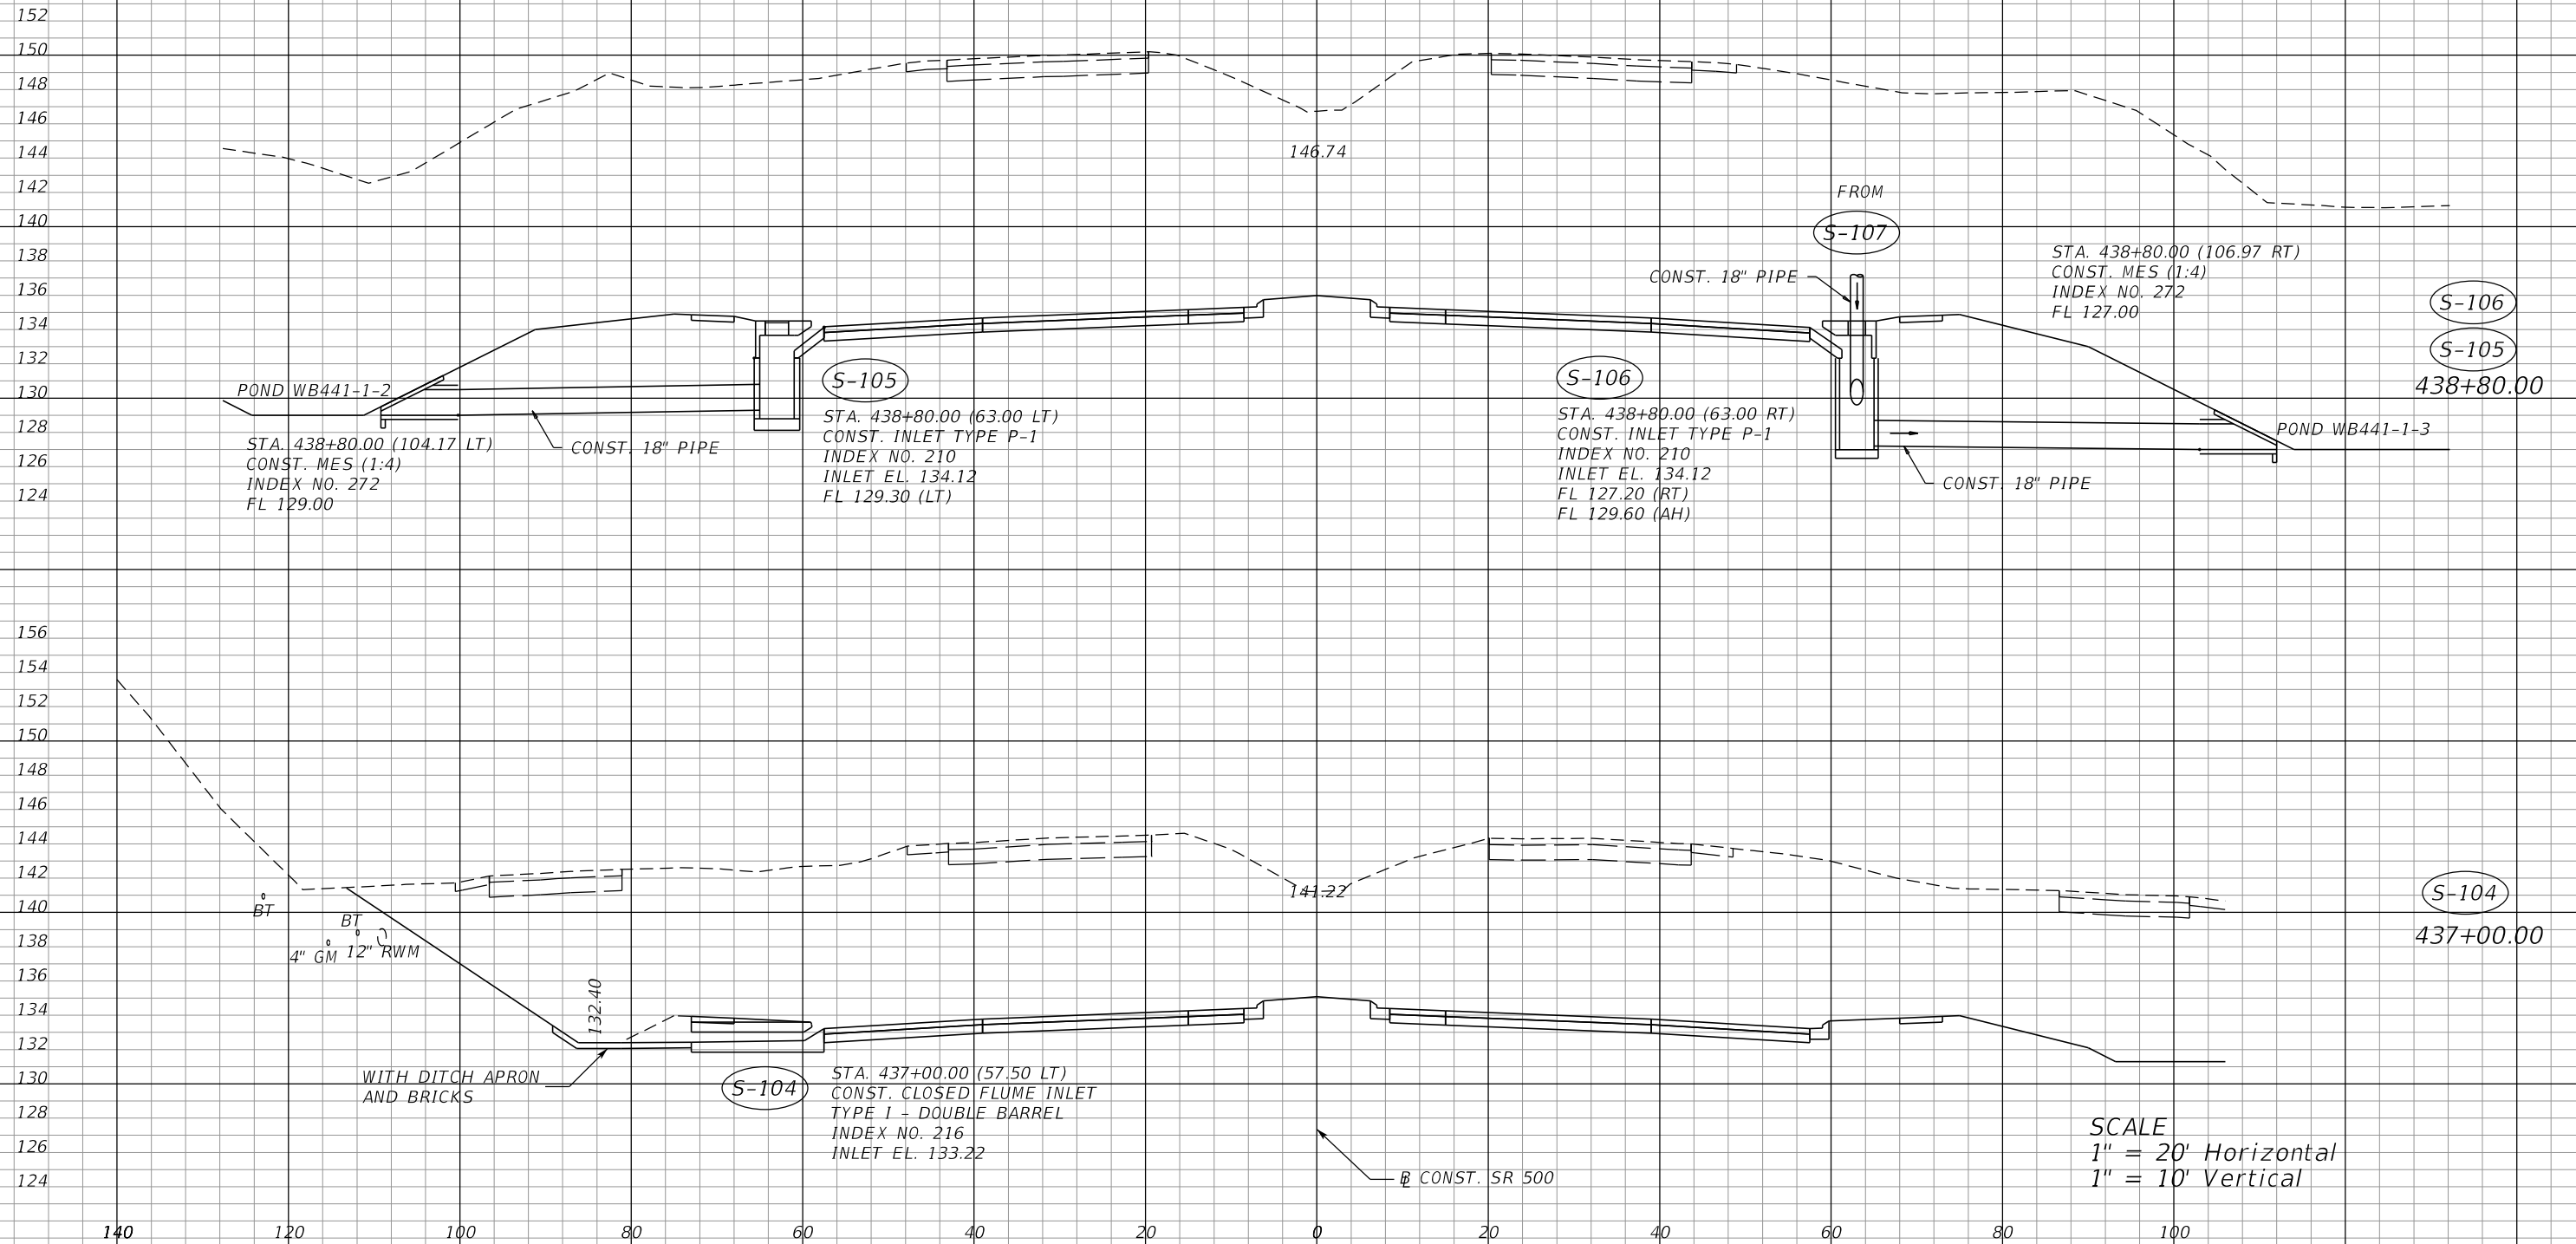 152
150
148
146
144
142
140
138
136
134
132
130
128
126
124
146.74
FROM
S-107
CONST. 18" PIPE
STA. 438+80.00 (106.97 RT)
CONST. MES (1:4)
INDEX NO. 272
FL 127.00
S-106
S-105
438+80.00
POND WB441-1-2
STA. 438+80.00 (104.17 LT)
CONST. MES (1:4)
INDEX NO. 272
FL 129.00
CONST. 18" PIPE
S-105
STA. 438+80.00 (63.00 LT)
CONST. INLET TYPE P-1
INDEX NO. 210
INLET EL. 134.12
FL 129.30 (LT)
S-106
STA. 438+80.00 (63.00 RT)
CONST. INLET TYPE P-1
INDEX NO. 210
INLET EL. 134.12
FL 127.20 (RT)
FL 129.60 (AH)
POND WB441-1-3
CONST. 18" PIPE
156
154
152
150
148
146
144
142
140
138
136
134
132
130
128
126
124
141.22
S-104
437+00.00
BT
BT
4" GM
12" RWM
132.40
WITH DITCH APRON
AND BRICKS
S-104
STA. 437+00.00 (57.50 LT)
CONST. CLOSED FLUME INLET
TYPE I - DOUBLE BARREL
INDEX NO. 216
INLET EL. 133.22
BL CONST. SR 500
SCALE
1" = 20' Horizontal
1" = 10' Vertical
140
120
100
80
60
40
20
0
20
40
60
80
100